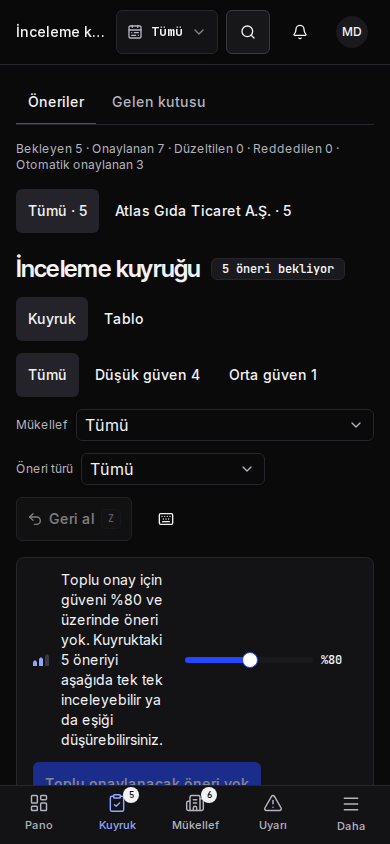 İnceleme k...
Tümü
MD
Öneriler
Gelen kutusu
Bekleyen 5 · Onaylanan 7 · Düzeltilen 0 · Reddedilen 0 ·
Otomatik onaylanan 3
Tümü · 5
Atlas Gıda Ticaret A.Ş. · 5
İnceleme kuyruğu
5 öneri bekliyor
Kuyruk
Tablo
Tümü
Düşük güven 4
Orta güven 1
Mükellef
Tümü
Öneri türü
Tümü
Geri al
Z
Toplu onay için
güveni %80 ve
üzerinde öneri
yok. Kuyruktaki
5 öneriyi
aşağıda tek tek
inceleyebilir ya
da eşiği
düşürebilirsiniz.
%80
Toplu onaylanacak öneri yok
5
6
Pano
Kuyruk
Mükellef
Uyarı
Daha